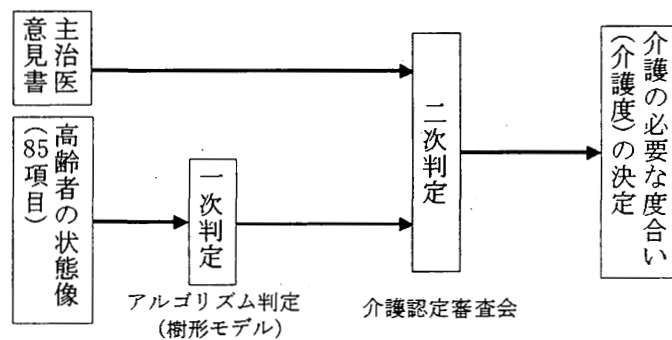 主治医
意見書
高齢者の状態像
(85項目)
一次判定
アルゴリズム判定
(樹形モデル)
二次判定
介護認定審査会
介護の必要な度合い
(介護度)の決定